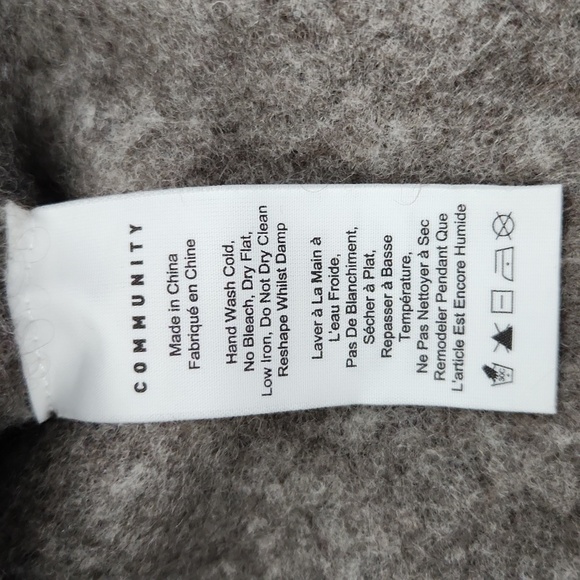 COMMUNITY
Made in China
Fabriqué en Chine
Hand Wash Cold,
No Bleach, Dry Flat,
Low Iron, Do Not Dry Clean
Reshape Whilst Damp
Laver à La Main à
L'eau Froide,
Pas De Blanchiment,
Sécher à Plat,
Repasser à Basse
Température,
Ne Pas Nettoyer à Sec
Remodeler Pendant Que
L'article Est Encore Humide